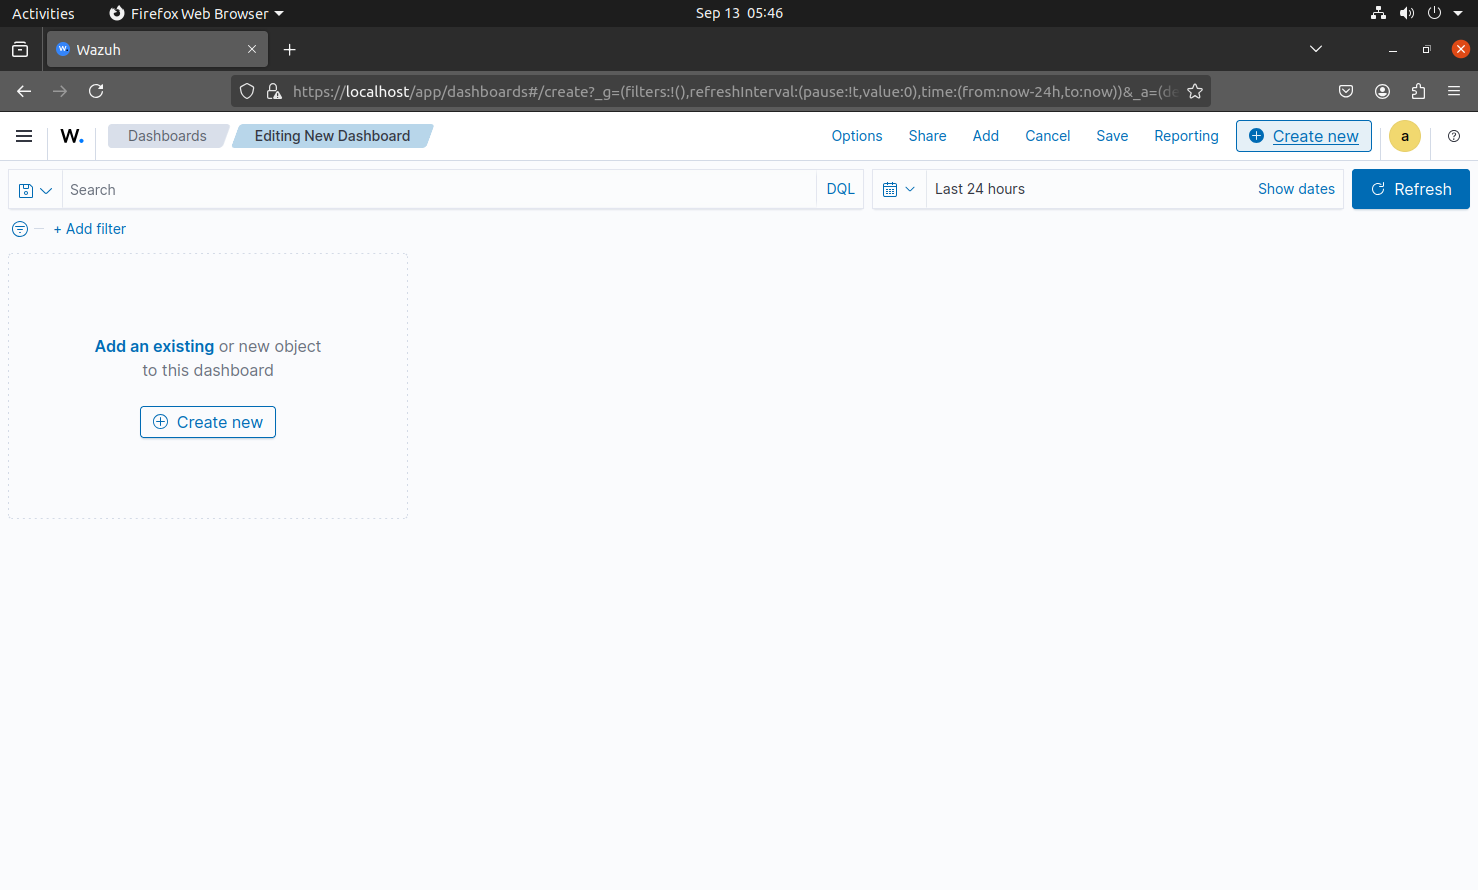 Activities
Firefox Web Browser
Sep 13 05:46
Wazuh
https://localhost/app/dashboards#/create?_g=(filters:!(),refreshInterval:(pause:!t,value:0),time:(from:now-24h,to:now))&_a=(de
W.
Dashboards
Editing New Dashboard
Options
Share
Add
Cancel
Save
Reporting
Create new
a
Search
DQL
Last 24 hours
Show dates
Refresh
+ Add filter
Add an existing or new object
to this dashboard
Create new